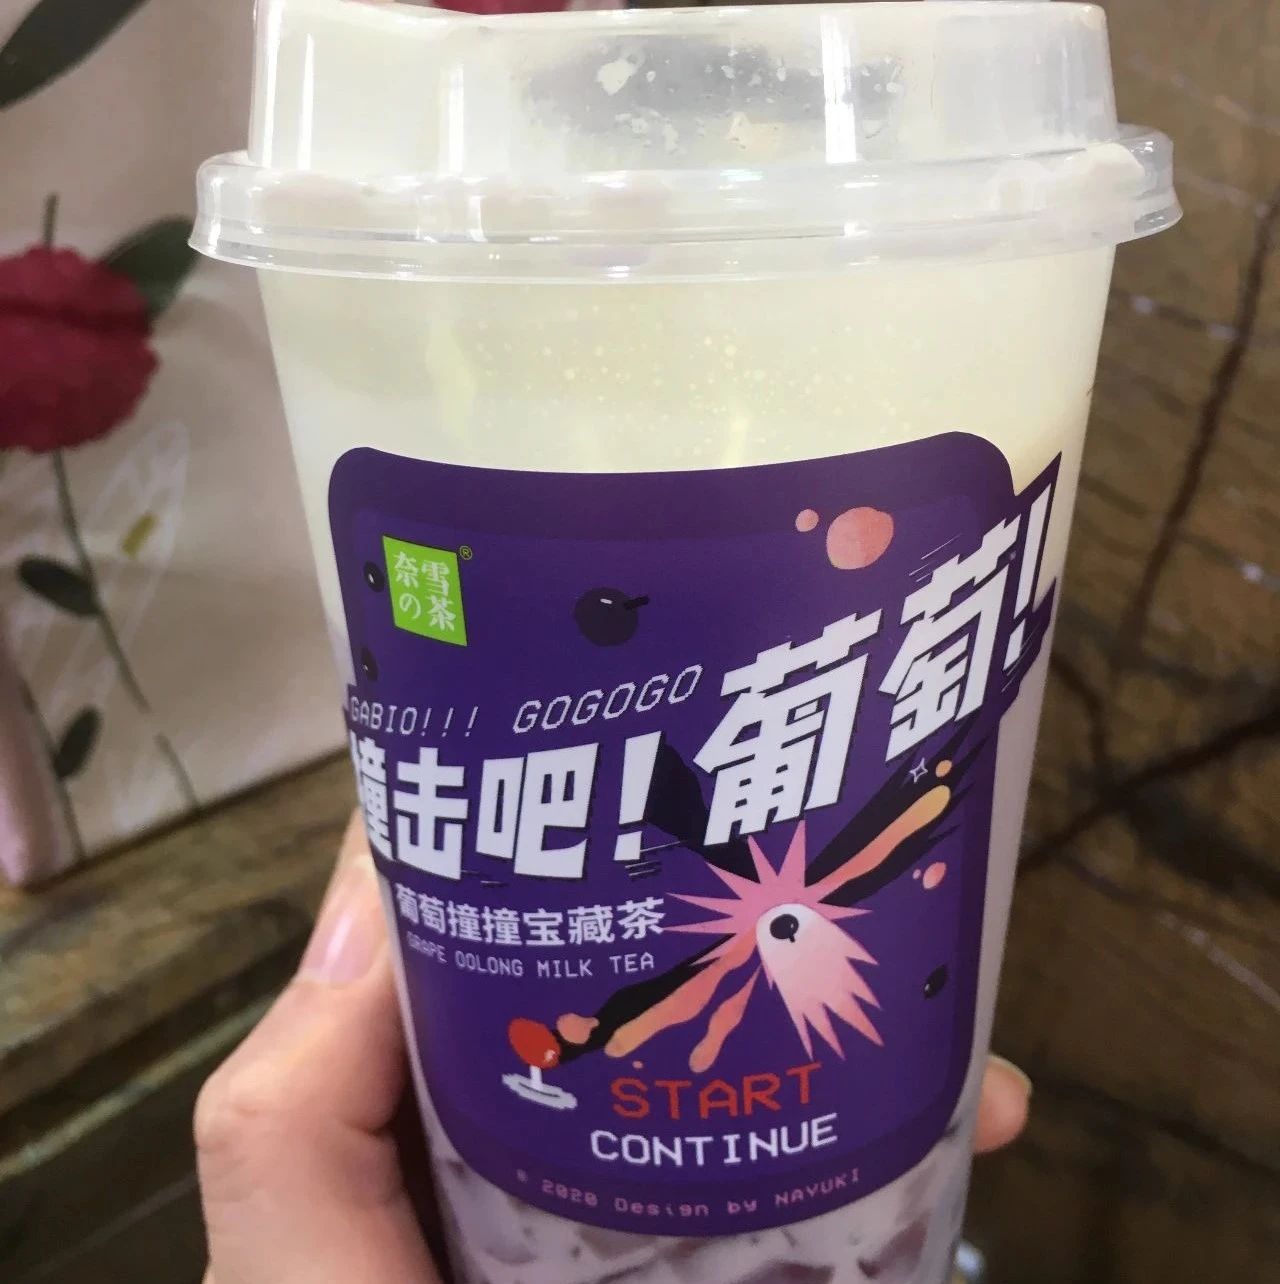 奈雪
の茶
®
GABIO!!! GOGOGO
撞击吧！葡萄！
葡萄撞撞宝藏茶
GRAPE OOLONG MILK TEA
START
CONTINUE
© 2020 Design by NAYUKI